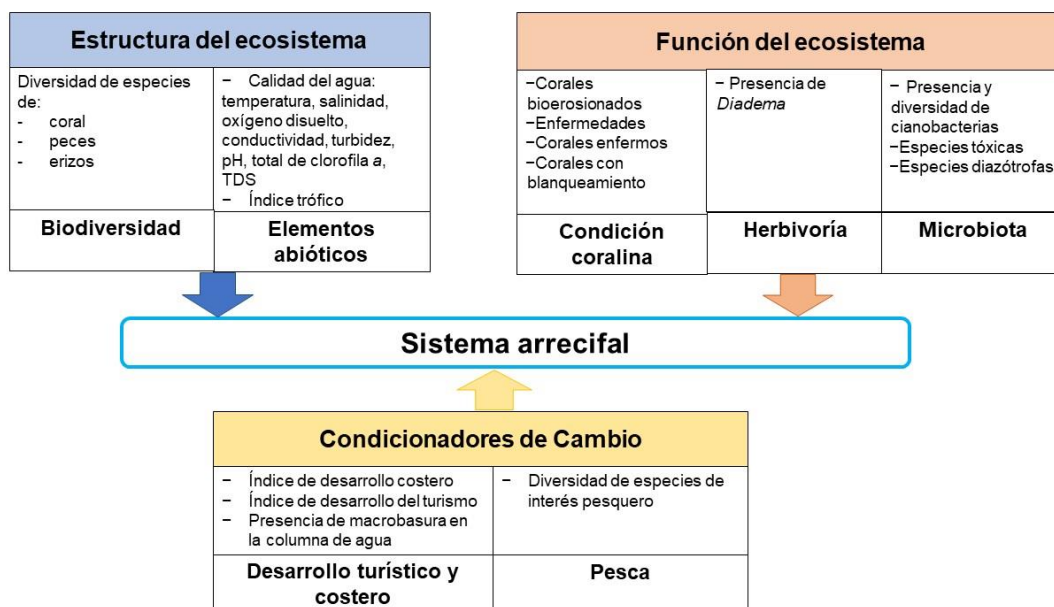 Estructura del ecosistema
Diversidad de especies
de:
- coral
- peces
- erizos
− Calidad del agua:
temperatura, salinidad,
oxígeno disuelto,
conductividad, turbidez,
pH, total de clorofila a,
TDS
− Índice trófico
Biodiversidad
Elementos
abióticos
Función del ecosistema
−Corales
bioerosionados
−Enfermedades
−Corales enfermos
−Corales con
blanqueamiento
− Presencia de
Diadema
− Presencia y
diversidad de
cianobacterias
−Especies tóxicas
−Especies diazótrofas
Condición
coralina
Herbivoría
Microbiota
Sistema arrecifal
Condicionadores de Cambio
− Índice de desarrollo costero
− Índice de desarrollo del turismo
− Presencia de macrobasura en
la columna de agua
− Diversidad de especies de
interés pesquero
Desarrollo turístico y
costero
Pesca